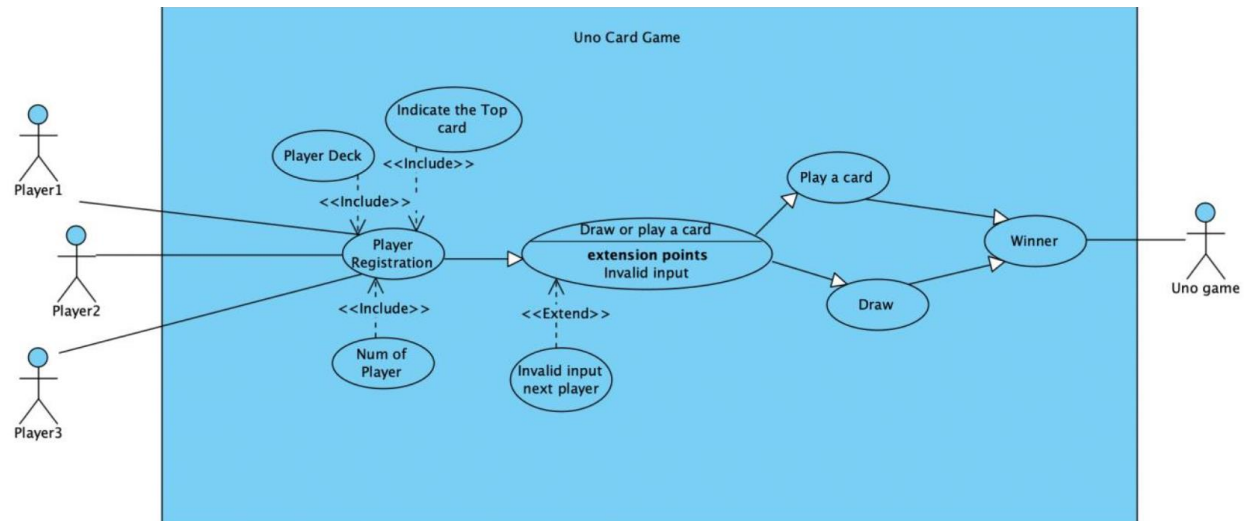 Uno Card Game
Indicate the Top
card
Player Deck
<<Include>>
<<Include>>
Player1
Player2
Player3
Player
Registration
<<Include>>
Num of
Player
Draw or play a card
extension points
Invalid input
<<Extend>>
Invalid input
next player
Play a card
Draw
Winner
Uno game